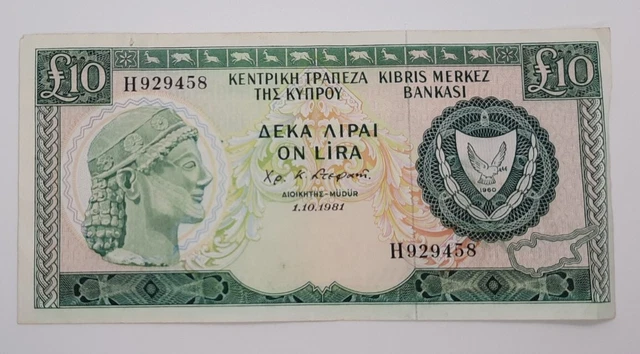 £10
£10
H929458
ΚΕΝΤΡΙΚΗ ΤΡΑΠΕΖΑ
ΤΗΣ ΚΥΠΡΟΥ
KIBRIS MERKEZ
BANKASI
ΔΕΚΑ ΛΙΡΑΙ
ON LİRA
ΔΙΟΙΚΗΤΗΣ-MÜDÜR
1.10.1981
1960
H929458